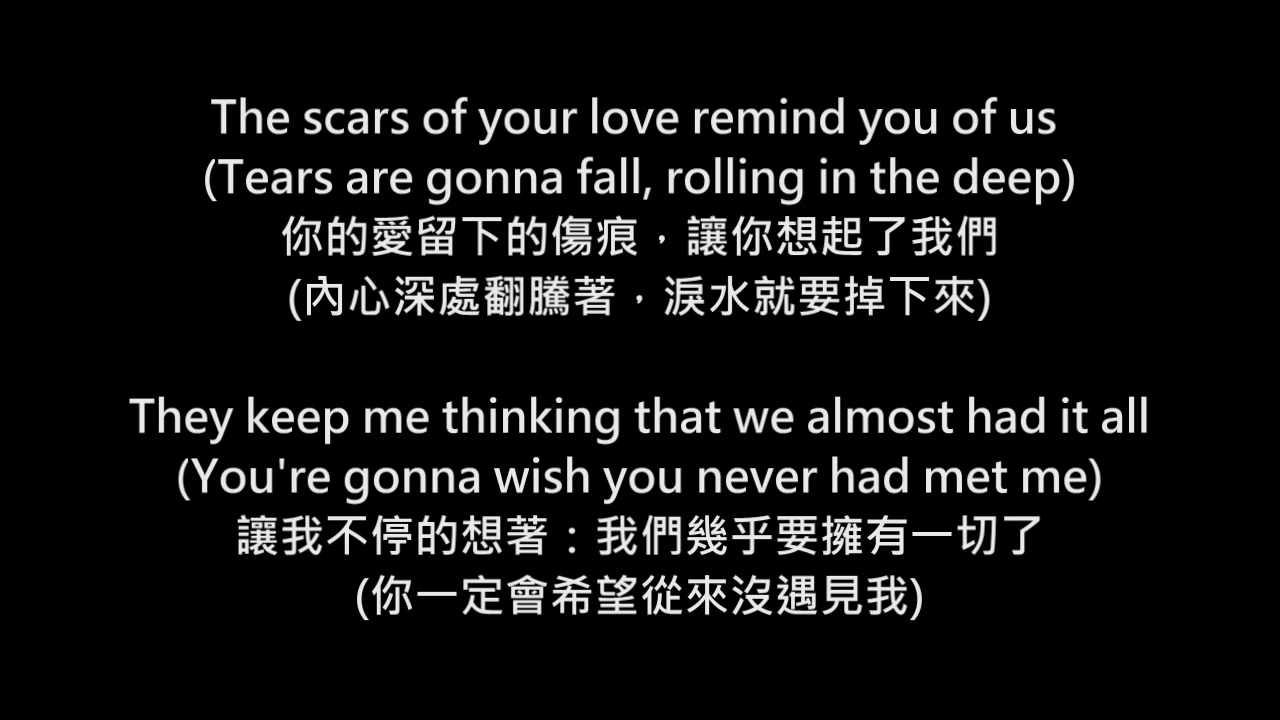 The scars of your love remind you of us
(Tears are gonna fall, rolling in the deep)
你的愛留下的傷痕，讓你想起了我們
(內心深處翻騰著，淚水就要掉下來)
They keep me thinking that we almost had it all
(You're gonna wish you never had met me)
讓我不停的想著：我們幾乎要擁有一切了
(你一定會希望從來沒遇見我)